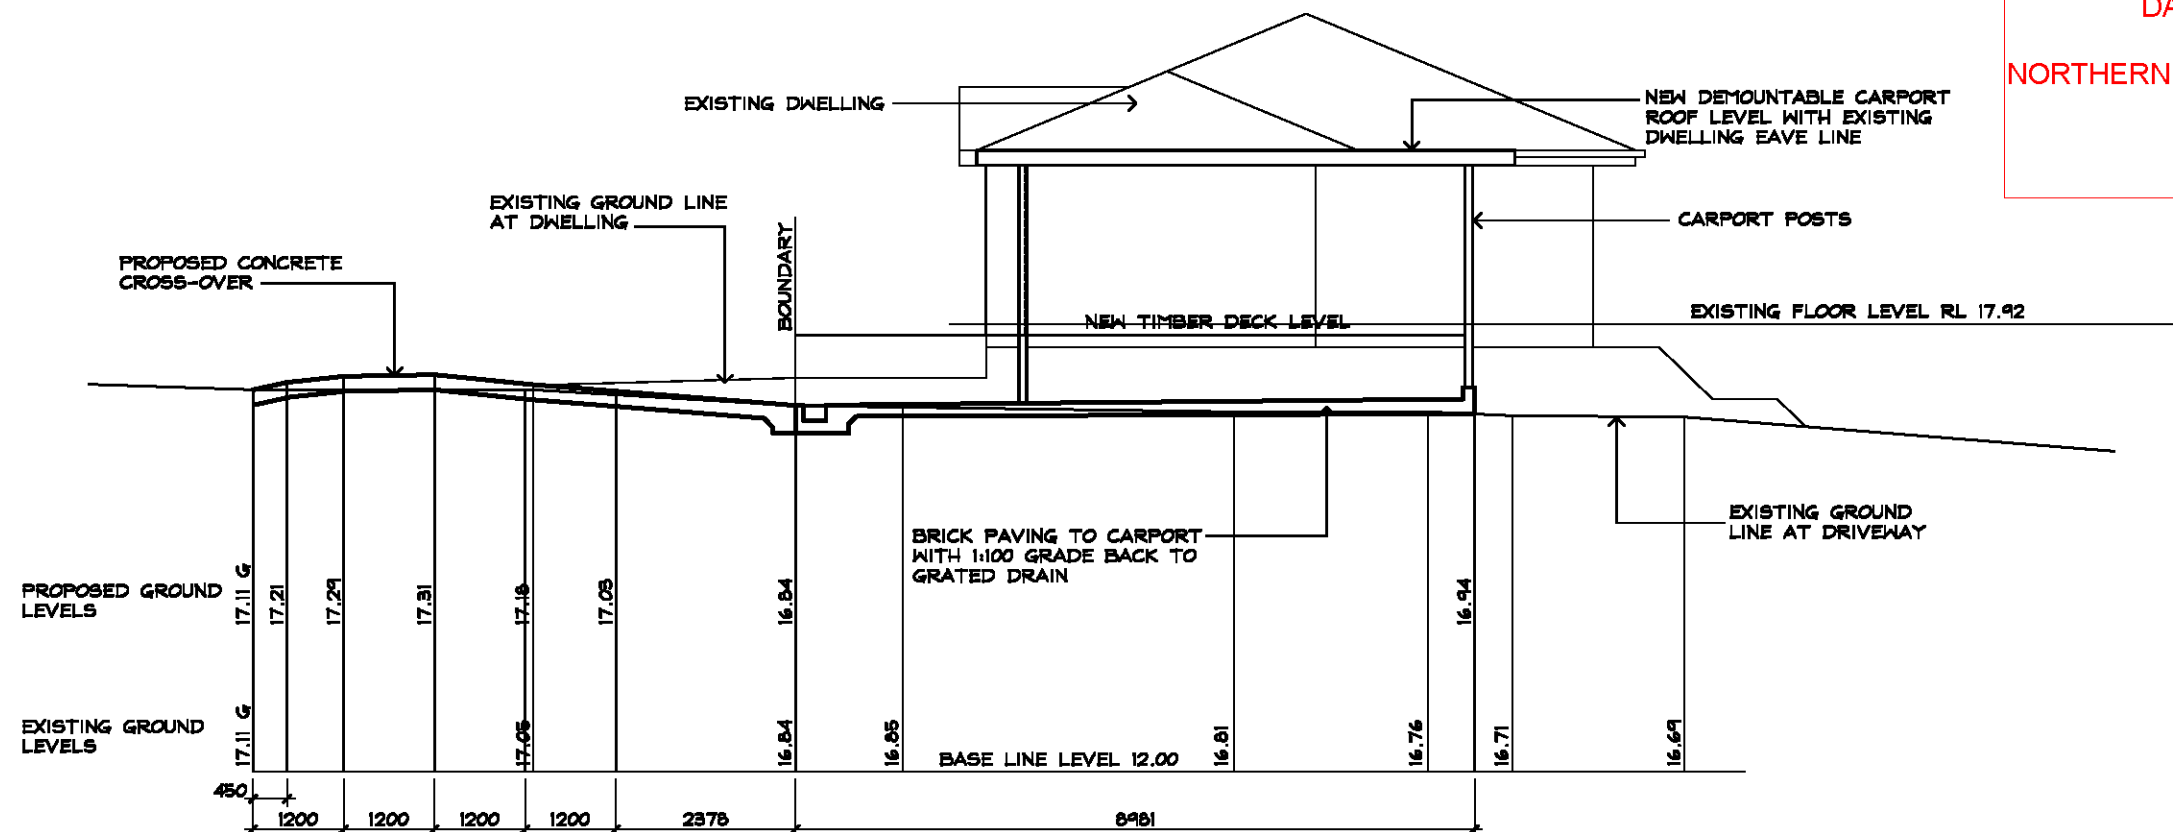 DA
NORTHERN
EXISTING DWELLING
NEW DEMOUNTABLE CARPORT
ROOF LEVEL WITH EXISTING
DWELLING EAVE LINE
EXISTING GROUND LINE
AT DWELLING
CARPORT POSTS
BOUNDARY
PROPOSED CONCRETE
CROSS-OVER
NEW TIMBER DECK LEVEL
EXISTING FLOOR LEVEL RL 17.92
BRICK PAVING TO CARPORT
WITH 1:100 GRADE BACK TO
GRATED DRAIN
EXISTING GROUND
LINE AT DRIVEWAY
PROPOSED GROUND
LEVELS
17.11 G
17.21
17.29
17.31
17.18
17.03
16.84
16.94
EXISTING GROUND
LEVELS
17.11 G
17.05
16.84
16.85
16.81
16.76
16.71
16.69
BASE LINE LEVEL 12.00
450
1200
1200
1200
1200
2378
8981